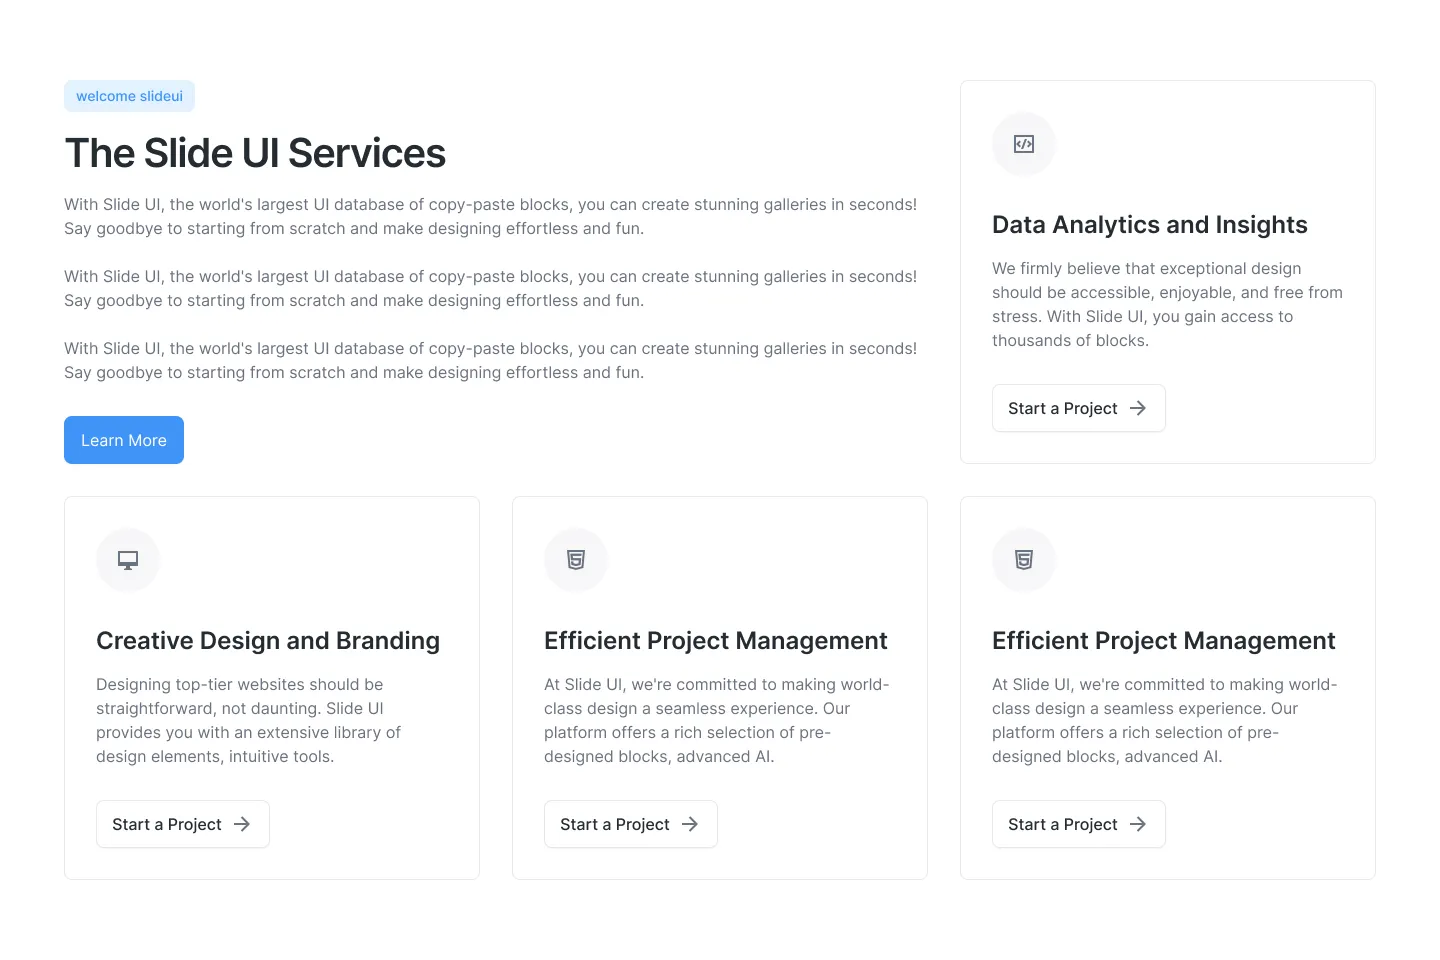 welcome slideui
The Slide UI Services
With Slide UI, the world's largest UI database of copy-paste blocks, you can create stunning galleries in seconds!
Say goodbye to starting from scratch and make designing effortless and fun.
With Slide UI, the world's largest UI database of copy-paste blocks, you can create stunning galleries in seconds!
Say goodbye to starting from scratch and make designing effortless and fun.
With Slide UI, the world's largest UI database of copy-paste blocks, you can create stunning galleries in seconds!
Say goodbye to starting from scratch and make designing effortless and fun.
Learn More
Data Analytics and Insights
We firmly believe that exceptional design
should be accessible, enjoyable, and free from
stress. With Slide UI, you gain access to
thousands of blocks.
Start a Project
Creative Design and Branding
Designing top-tier websites should be
straightforward, not daunting. Slide UI
provides you with an extensive library of
design elements, intuitive tools.
Start a Project
Efficient Project Management
At Slide UI, we're committed to making world-
class design a seamless experience. Our
platform offers a rich selection of pre-
designed blocks, advanced AI.
Start a Project
Efficient Project Management
At Slide UI, we're committed to making world-
class design a seamless experience. Our
platform offers a rich selection of pre-
designed blocks, advanced AI.
Start a Project